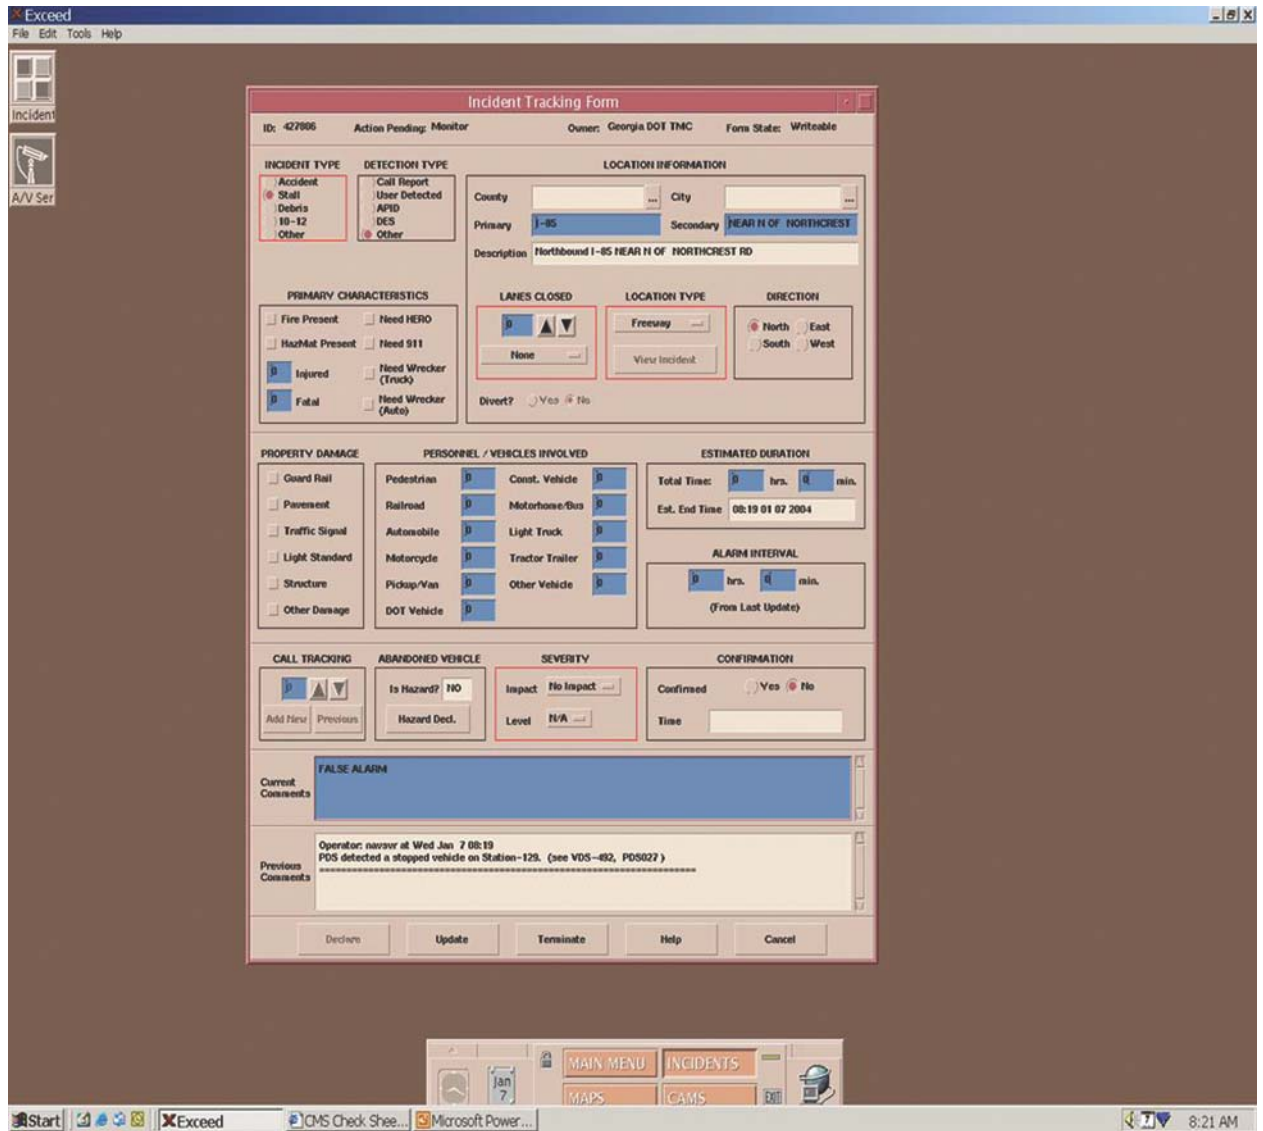 Exceed
File Edit Tools Help
Incident
A/V Ser
Incident Tracking Form
ID: 427806 Action Pending: Monitor Owner: Georgia DOT TMC Form State: Writeable
INCIDENT TYPE DETECTION TYPE LOCATION INFORMATION
Accident Call Report
Stall User Detected County ... City ...
Debris APID
10-12 DES Primary I-85 Secondary NEAR N OF NORTHCREST
Other Other
Description Northbound I-85 NEAR N OF NORTHCREST RD
PRIMARY CHARACTERISTICS LANES CLOSED LOCATION TYPE DIRECTION
Fire Present Need HERO 0 Freeway North East
HazMat Present Need 911 None View Incident South West
0 Injured Need Wrecker
(Truck)
0 Fatal Need Wrecker Divert? Yes No
(Auto)
PROPERTY DAMAGE PERSONNEL / VEHICLES INVOLVED ESTIMATED DURATION
Guard Rail Pedestrian 0 Const. Vehicle 0 Total Time: 0 hrs. 0 min.
Pavement Railroad 0 Motorhome/Bus 0 Est. End Time 08:19 01 07 2004
Traffic Signal Automobile 0 Light Truck 0
Light Standard Motorcycle 0 Tractor Trailer 0 ALARM INTERVAL
Structure Pickup/Van 0 Other Vehicle 0 0 hrs. 0 min.
Other Damage DOT Vehicle 0 (From Last Update)
CALL TRACKING ABANDONED VEHICLE SEVERITY CONFIRMATION
0 Is Hazard? NO Impact No Impact Confirmed Yes No
Add New Previous Hazard Decl. Level N/A Time
Current
Comments
FALSE ALARM
Previous
Comments
Operator: navsvr at Wed Jan 7 08:19
PDS detected a stopped vehicle on Station-129. (see VDS-492, PDS027 )
Declare Update Terminate Help Cancel
Jan
7
MAIN MENU INCIDENTS
MAPS CAMS EXIT
Start Exceed CMS Check Shee... Microsoft Power... 8:21 AM